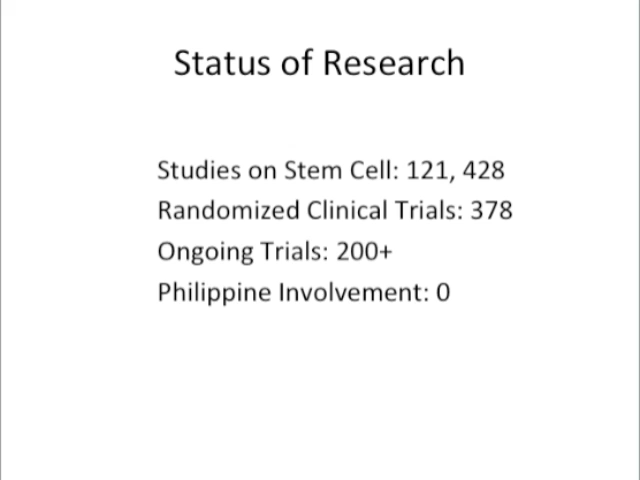 Status of Research
Studies on Stem Cell: 121, 428
Randomized Clinical Trials: 378
Ongoing Trials: 200+
Philippine Involvement: 0